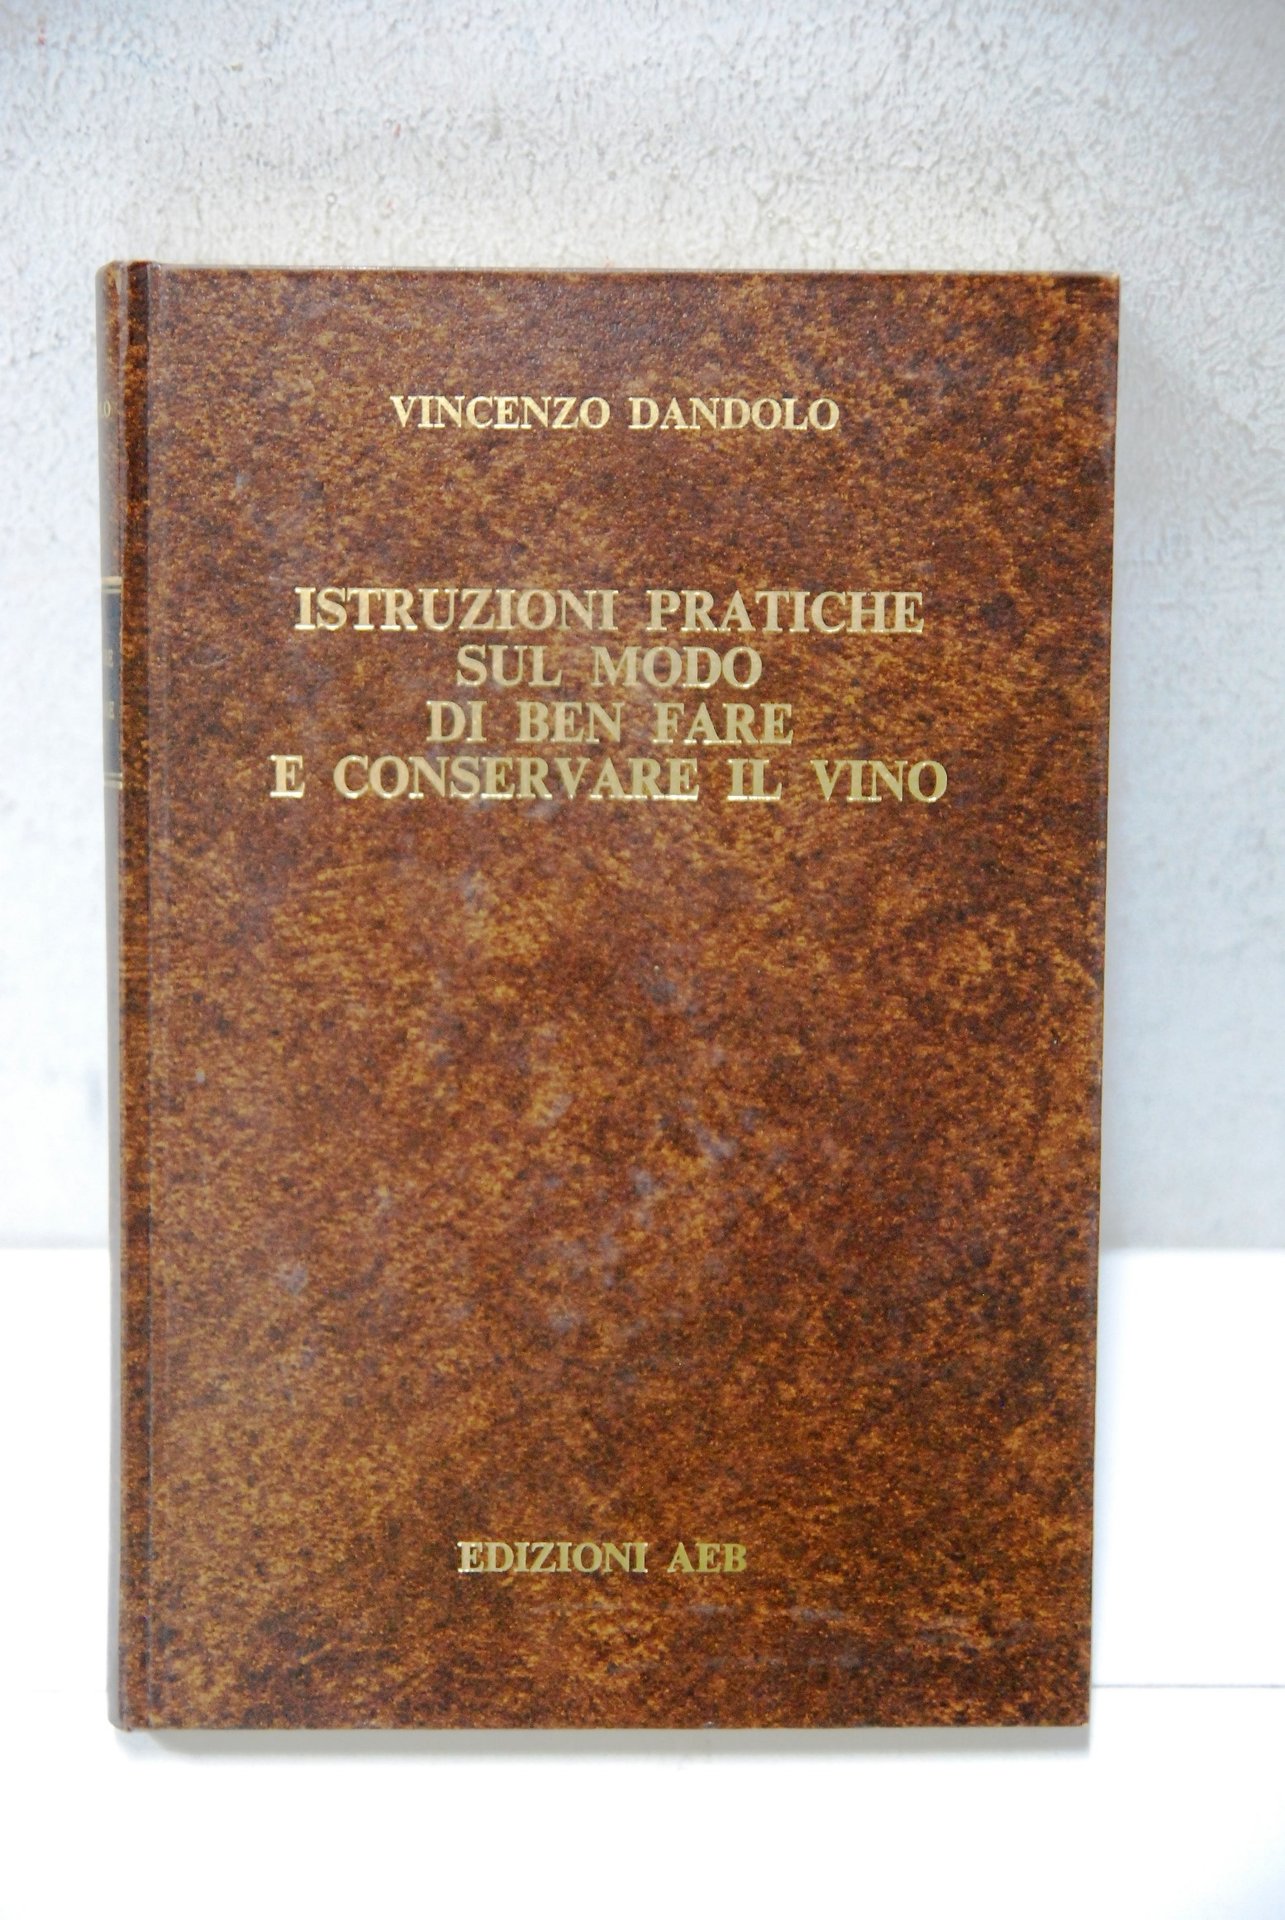 VINCENZO DANDOLO
ISTRUZIONI PRATICHE
SUL MODO
DI BEN FARE
E CONSERVARE IL VINO
EDIZIONI AEB